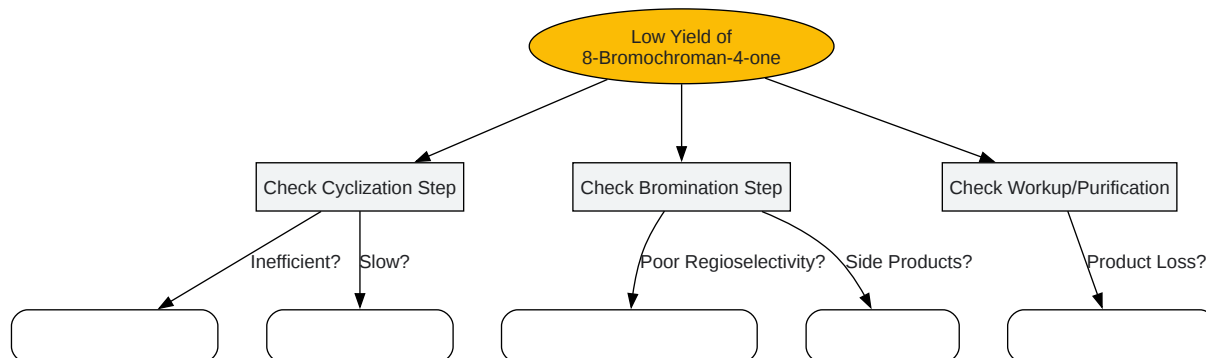 Low Yield of
8-Bromochroman-4-one
Check Cyclization Step
Check Bromination Step
Check Workup/Purification
Inefficient?
Slow?
Poor Regioselectivity?
Side Products?
Product Loss?